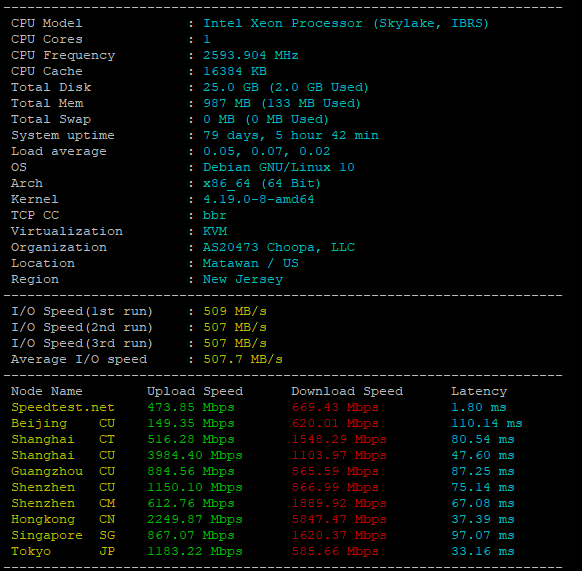 CPU Model : Intel Xeon Processor (Skylake, IBRS)
CPU Cores : 1
CPU Frequency : 2593.904 MHz
CPU Cache : 16384 KB
Total Disk : 25.0 GB (2.0 GB Used)
Total Mem : 987 MB (133 MB Used)
Total Swap : 0 MB (0 MB Used)
System uptime : 79 days, 5 hour 42 min
Load average : 0.05, 0.07, 0.02
OS : Debian GNU/Linux 10
Arch : x86_64 (64 Bit)
Kernel : 4.19.0-8-amd64
TCP CC : bbr
Virtualization : KVM
Organization : AS20473 Choopa, LLC
Location : Matawan / US
Region : New Jersey
I/O Speed(1st run) : 509 MB/s
I/O Speed(2nd run) : 507 MB/s
I/O Speed(3rd run) : 507 MB/s
Average I/O speed : 507.7 MB/s
Node Name Upload Speed Download Speed Latency
Speedtest.net 473.85 Mbps 669.43 Mbps 1.80 ms
Beijing CU 149.35 Mbps 620.01 Mbps 110.14 ms
Shanghai CT 516.28 Mbps 1548.29 Mbps 80.54 ms
Shanghai CU 3984.40 Mbps 1103.97 Mbps 47.60 ms
Guangzhou CU 884.56 Mbps 865.59 Mbps 87.25 ms
Shenzhen CU 1150.10 Mbps 866.99 Mbps 75.14 ms
Shenzhen CM 612.76 Mbps 1889.92 Mbps 67.08 ms
Hongkong CN 2249.87 Mbps 5847.47 Mbps 37.39 ms
Singapore SG 867.07 Mbps 1620.37 Mbps 97.07 ms
Tokyo JP 1183.22 Mbps 585.66 Mbps 33.16 ms